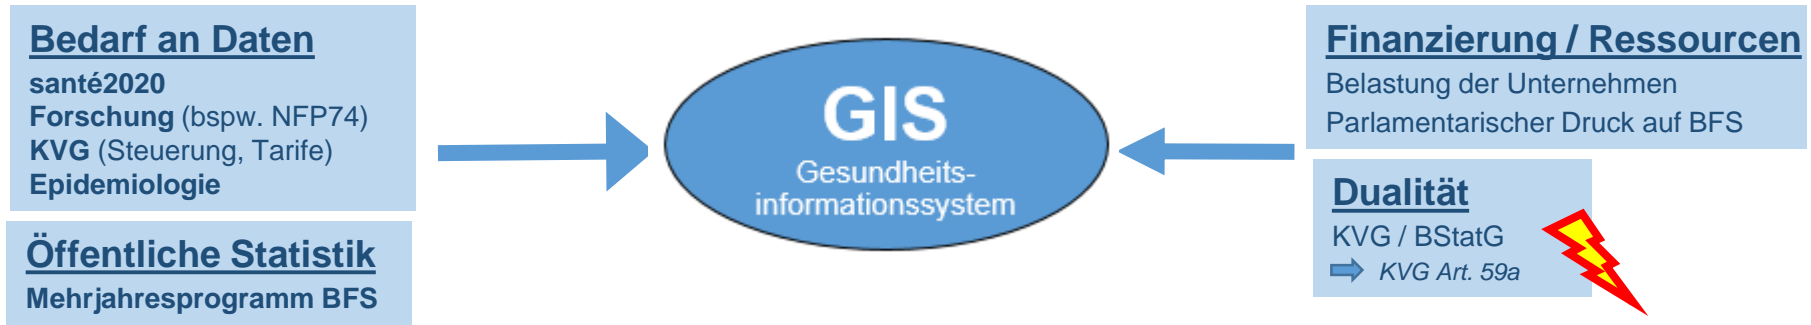 Bedarf an Daten
santé2020
Forschung (bspw. NFP74)
KVG (Steuerung, Tarife)
Epidemiologie
Öffentliche Statistik
Mehrjahresprogramm BFS
GIS
Gesundheits-
informationssystem
Finanzierung / Ressourcen
Belastung der Unternehmen
Parlamentarischer Druck auf BFS
Dualität
KVG / BStatG
KVG Art. 59a